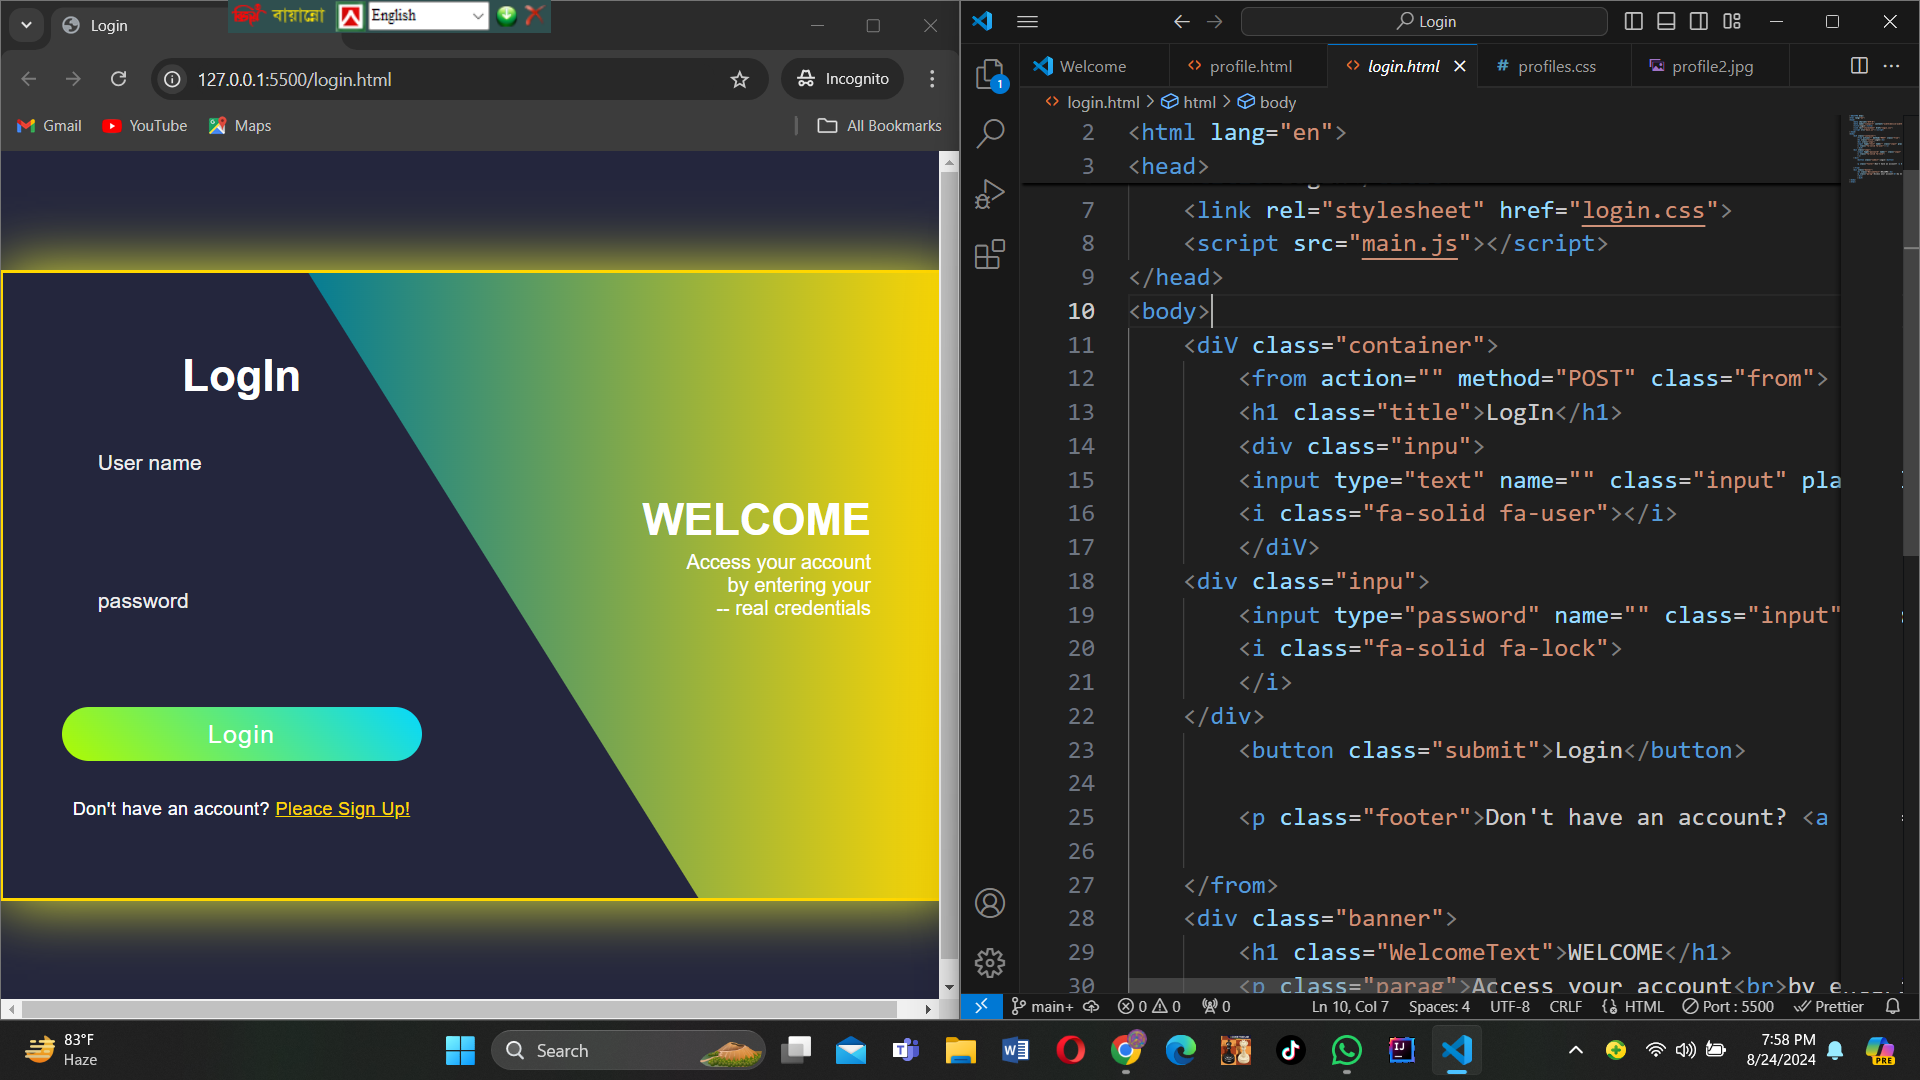 Login
চিঠি বায়ান্নো
English
127.0.0.1:5500/login.html
Incognito
Gmail
YouTube
Maps
All Bookmarks
LogIn
User name
password
Login
Don't have an account? Pleace Sign Up!
WELCOME
Access your account
by entering your
-- real credentials
Login
1
Welcome
profile.html
login.html
# profiles.css
profile2.jpg
login.html > html > body
2 <html lang="en">
3 <head>
7 <link rel="stylesheet" href="login.css">
8 <script src="main.js"></script>
9 </head>
10 <body>
11 <diV class="container">
12 <from action="" method="POST" class="from">
13 <h1 class="title">LogIn</h1>
14 <div class="inpu">
15 <input type="text" name="" class="input" pla
16 <i class="fa-solid fa-user"></i>
17 </diV>
18 <div class="inpu">
19 <input type="password" name="" class="input"
20 <i class="fa-solid fa-lock">
21 </i>
22 </div>
23 <button class="submit">Login</button>
24
25 <p class="footer">Don't have an account? <a
26
27 </from>
28 <div class="banner">
29 <h1 class="WelcomeText">WELCOME</h1>
30 <p class="parag">Access your account<br>by e
main+
0
0
0
Ln 10, Col 7
Spaces: 4
UTF-8
CRLF
HTML
Port : 5500
Prettier
83°F
Haze
Search
7:58 PM
8/24/2024
PRE